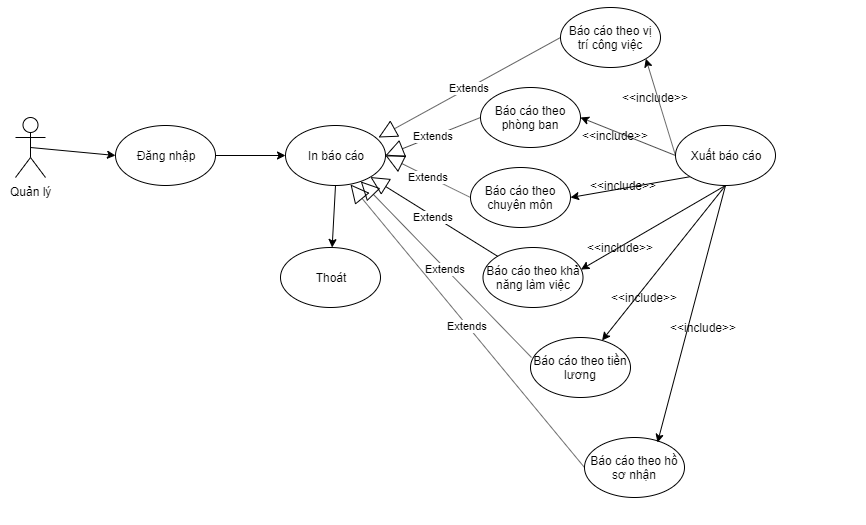 Báo cáo theo vị
trí công việc
Extends
<<include>>
Báo cáo theo
phòng ban
Extends
<<include>>
Đăng nhập
In báo cáo
Xuất báo cáo
Extends
<<include>>
Quản lý
Báo cáo theo
chuyên môn
Extends
<<include>>
Thoát
Extends
Báo cáo theo khả
năng làm việc
<<include>>
Extends
<<include>>
Báo cáo theo tiền
lương
Báo cáo theo hồ
sơ nhận